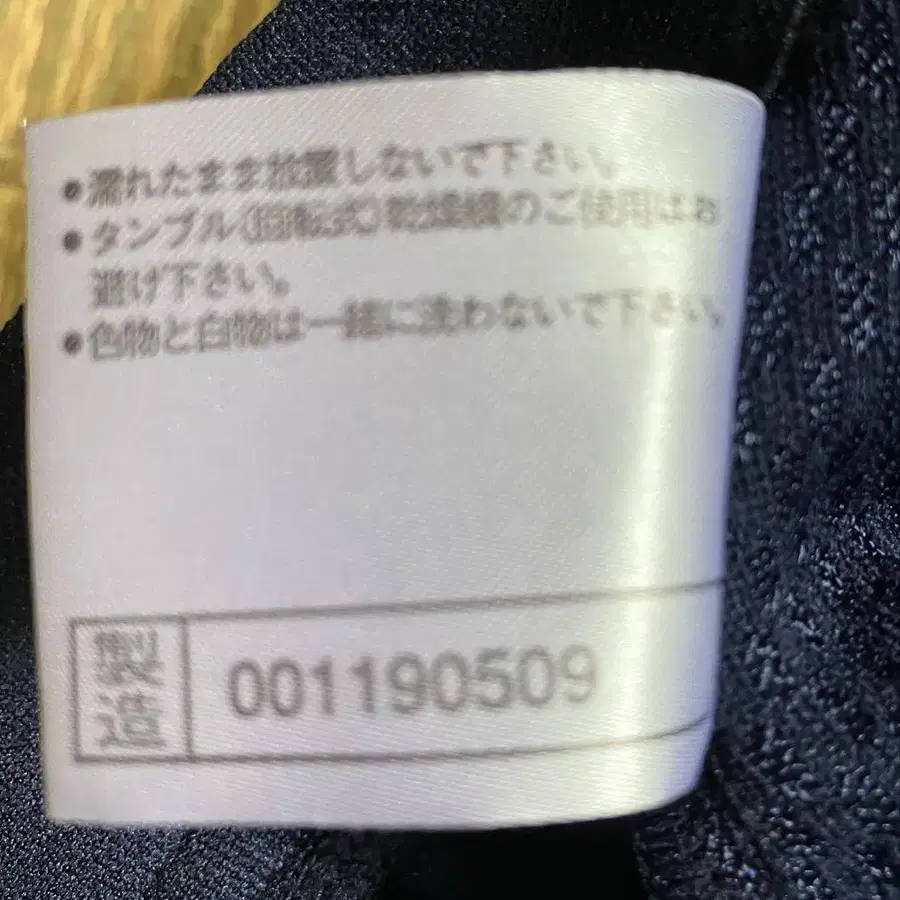 ●濡れたまま放置しないで下さい。
●タンブル(回転式)乾燥機のご使用はお
避け下さい。
●色物と白物は一緒に洗わないで下さい。
製造 001190509